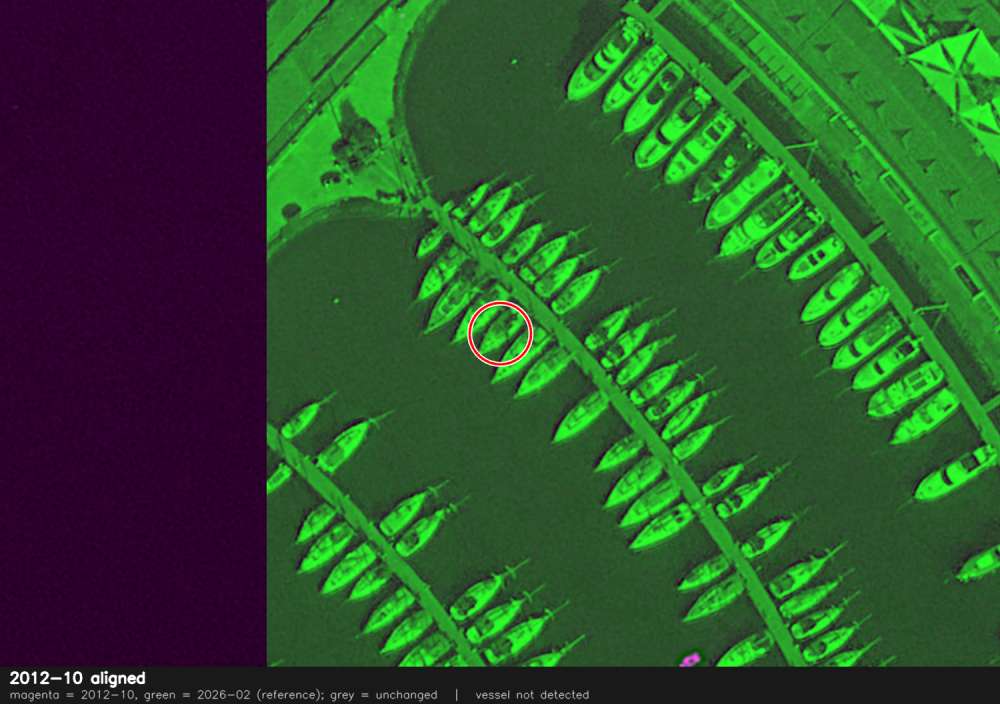 2012-10 aligned
magenta = 2012-10, green = 2026-02 (reference); grey = unchanged | vessel not detected